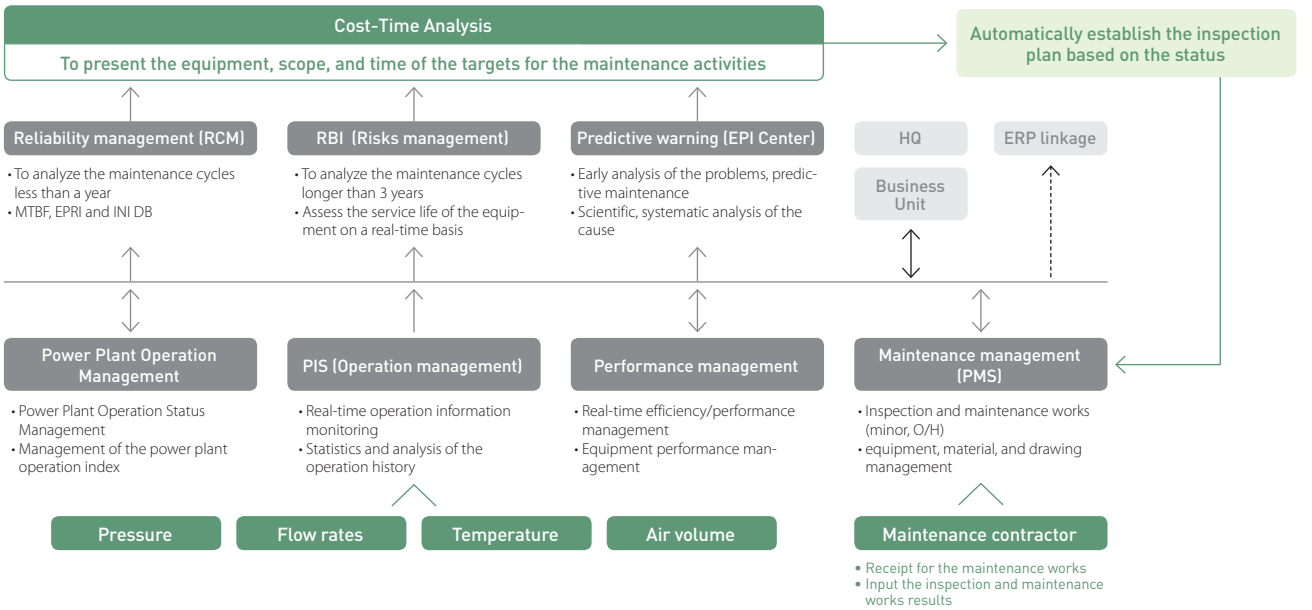 Cost-Time Analysis
To present the equipment, scope, and time of the targets for the maintenance activities
Automatically establish the inspection
plan based on the status
Reliability management (RCM)
• To analyze the maintenance cycles
less than a year
• MTBF, EPRI and INI DB
RBI (Risks management)
• To analyze the maintenance cycles
longer than 3 years
• Assess the service life of the equip-
ment on a real-time basis
Predictive warning (EPI Center)
• Early analysis of the problems, predic-
tive maintenance
• Scientific, systematic analysis of the
cause
HQ
Business
Unit
ERP linkage
Power Plant Operation
Management
• Power Plant Operation Status
Management
• Management of the power plant
operation index
PIS (Operation management)
• Real-time operation information
monitoring
• Statistics and analysis of the
operation history
Performance management
• Real-time efficiency/performance
management
• Equipment performance man-
agement
Maintenance management
(PMS)
• Inspection and maintenance works
(minor, O/H)
• equipment, material, and drawing
management
Pressure
Flow rates
Temperature
Air volume
Maintenance contractor
• Receipt for the maintenance works
• Input the inspection and maintenance
works results